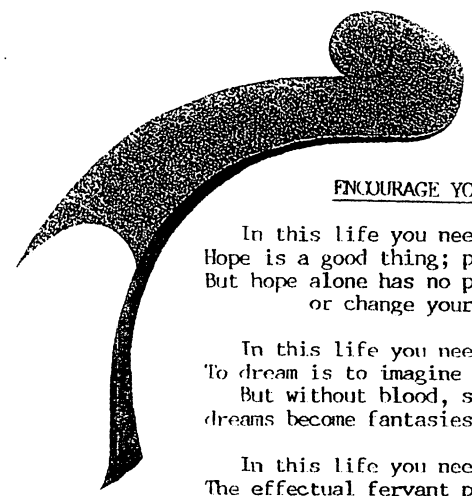 ENCOURAGE YO
In this life you nee
Hope is a good thing; p
But hope alone has no p
or change your
In this life you nee
To dream is to imagine
But without blood, s
dreams become fantasies
In this life you nee
The effectual fervant p